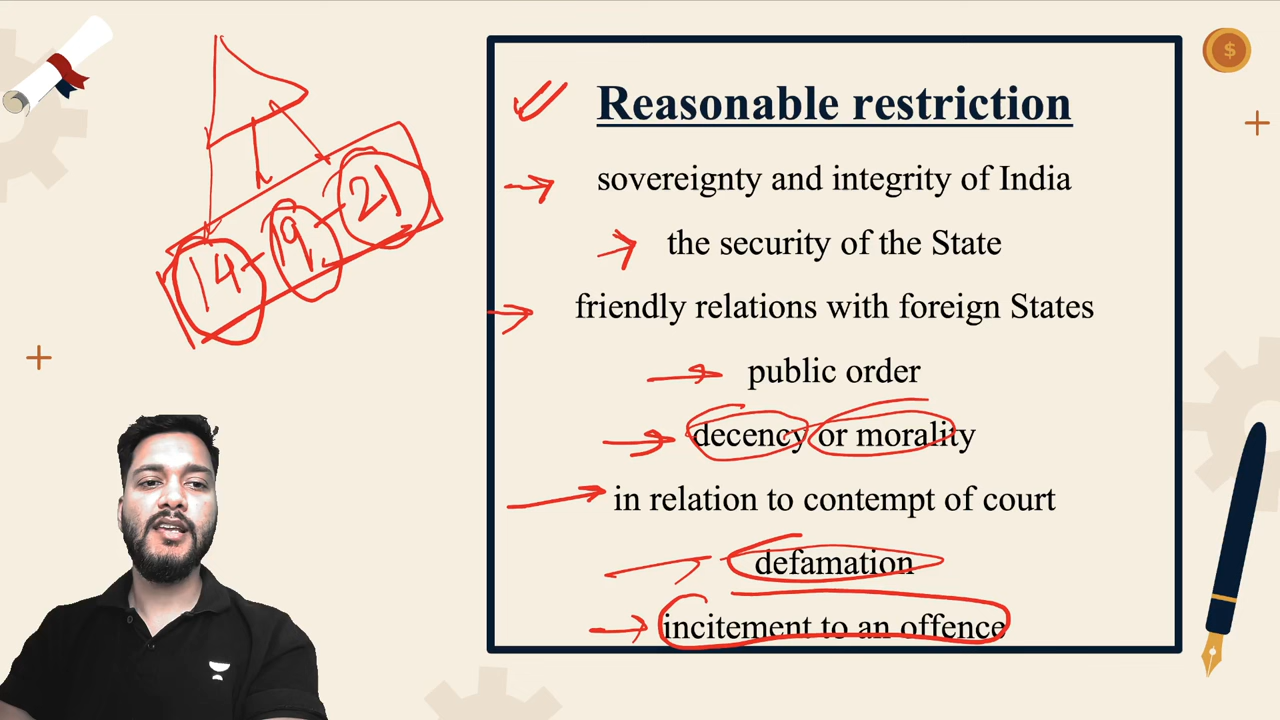 Reasonable restriction
sovereignty and integrity of India
the security of the State
friendly relations with foreign States
public order
decency or morality
in relation to contempt of court
defamation
incitement to an offence
14 - 19 - 21
$